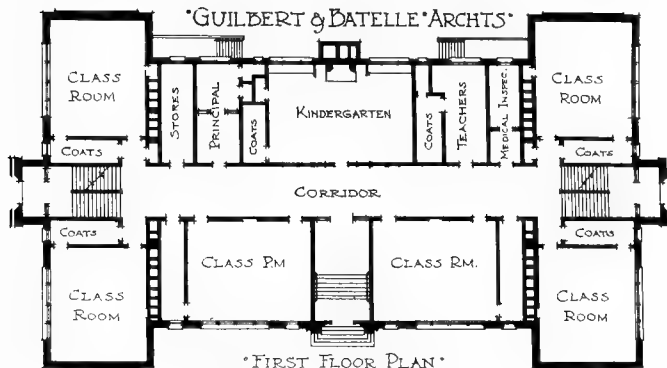 "GUILBERT & BATELLE" ARCHTS"
CLASS ROOM
STORES
PRINCIPAL
COATS
KINDERGARTEN
COATS
TEACHERS
MEDICAL INSPEC.
CLASS ROOM
COATS
COATS
CORRIDOR
COATS
COATS
CLASS ROOM
CLASS P.M
CLASS RM.
CLASS ROOM
"FIRST FLOOR PLAN"